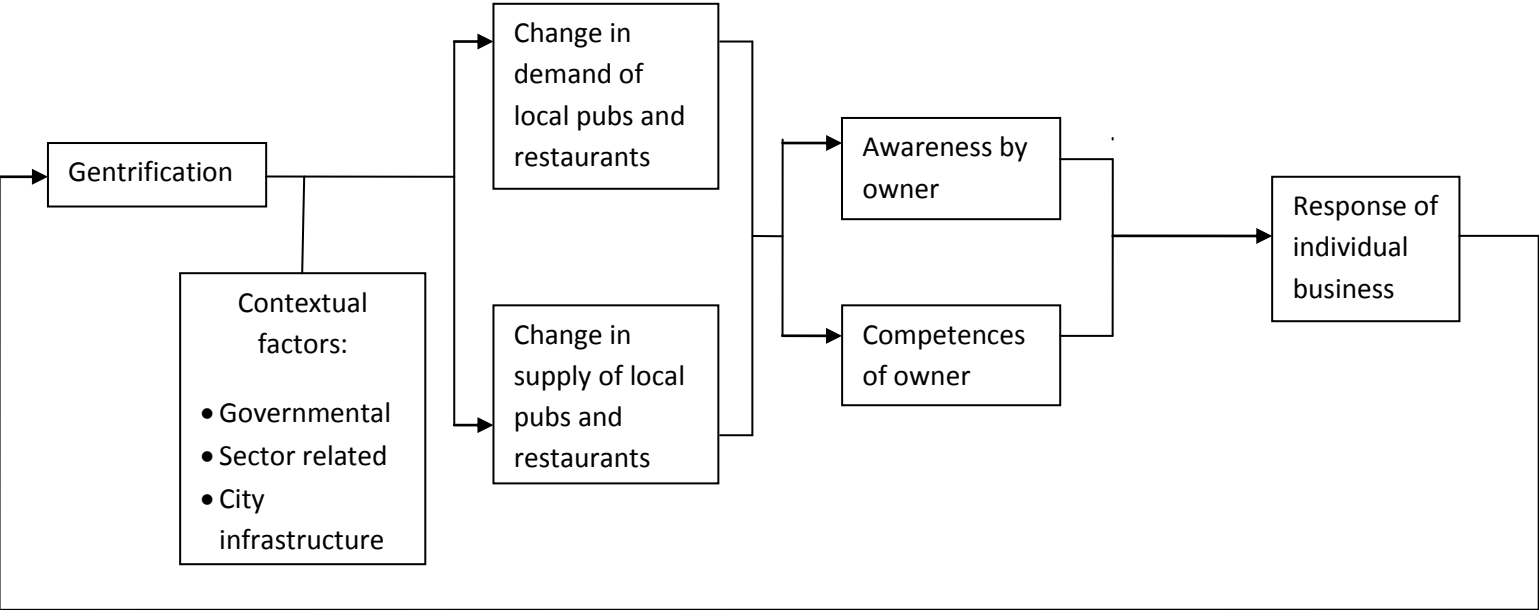 Gentrification
Contextual
factors:
• Governmental
• Sector related
• City
infrastructure
Change in
demand of
local pubs and
restaurants
Change in
supply of local
pubs and
restaurants
Awareness by
owner
Competences
of owner
Response of
individual
business